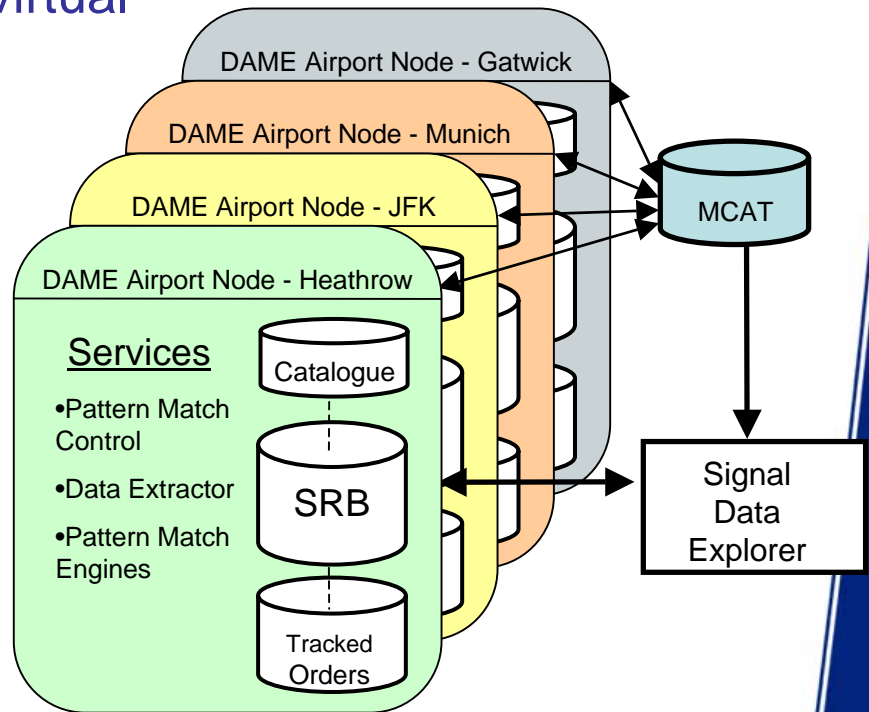 DAME Airport Node - Gatwick
DAME Airport Node - Munich
DAME Airport Node - JFK
DAME Airport Node - Heathrow
MCAT
Services
•Pattern Match
Control
•Data Extractor
•Pattern Match
Engines
Catalogue
SRB
Tracked
Orders
Signal
Data
Explorer